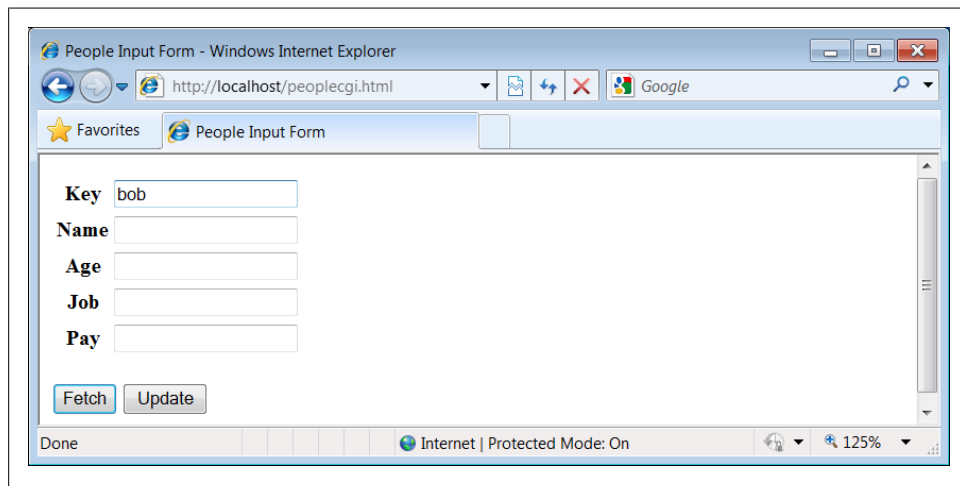 People Input Form - Windows Internet Explorer
http://localhost/peoplecgi.html Google
Favorites People Input Form
Key bob
Name
Age
Job
Pay
Fetch Update
Done Internet | Protected Mode: On 125%